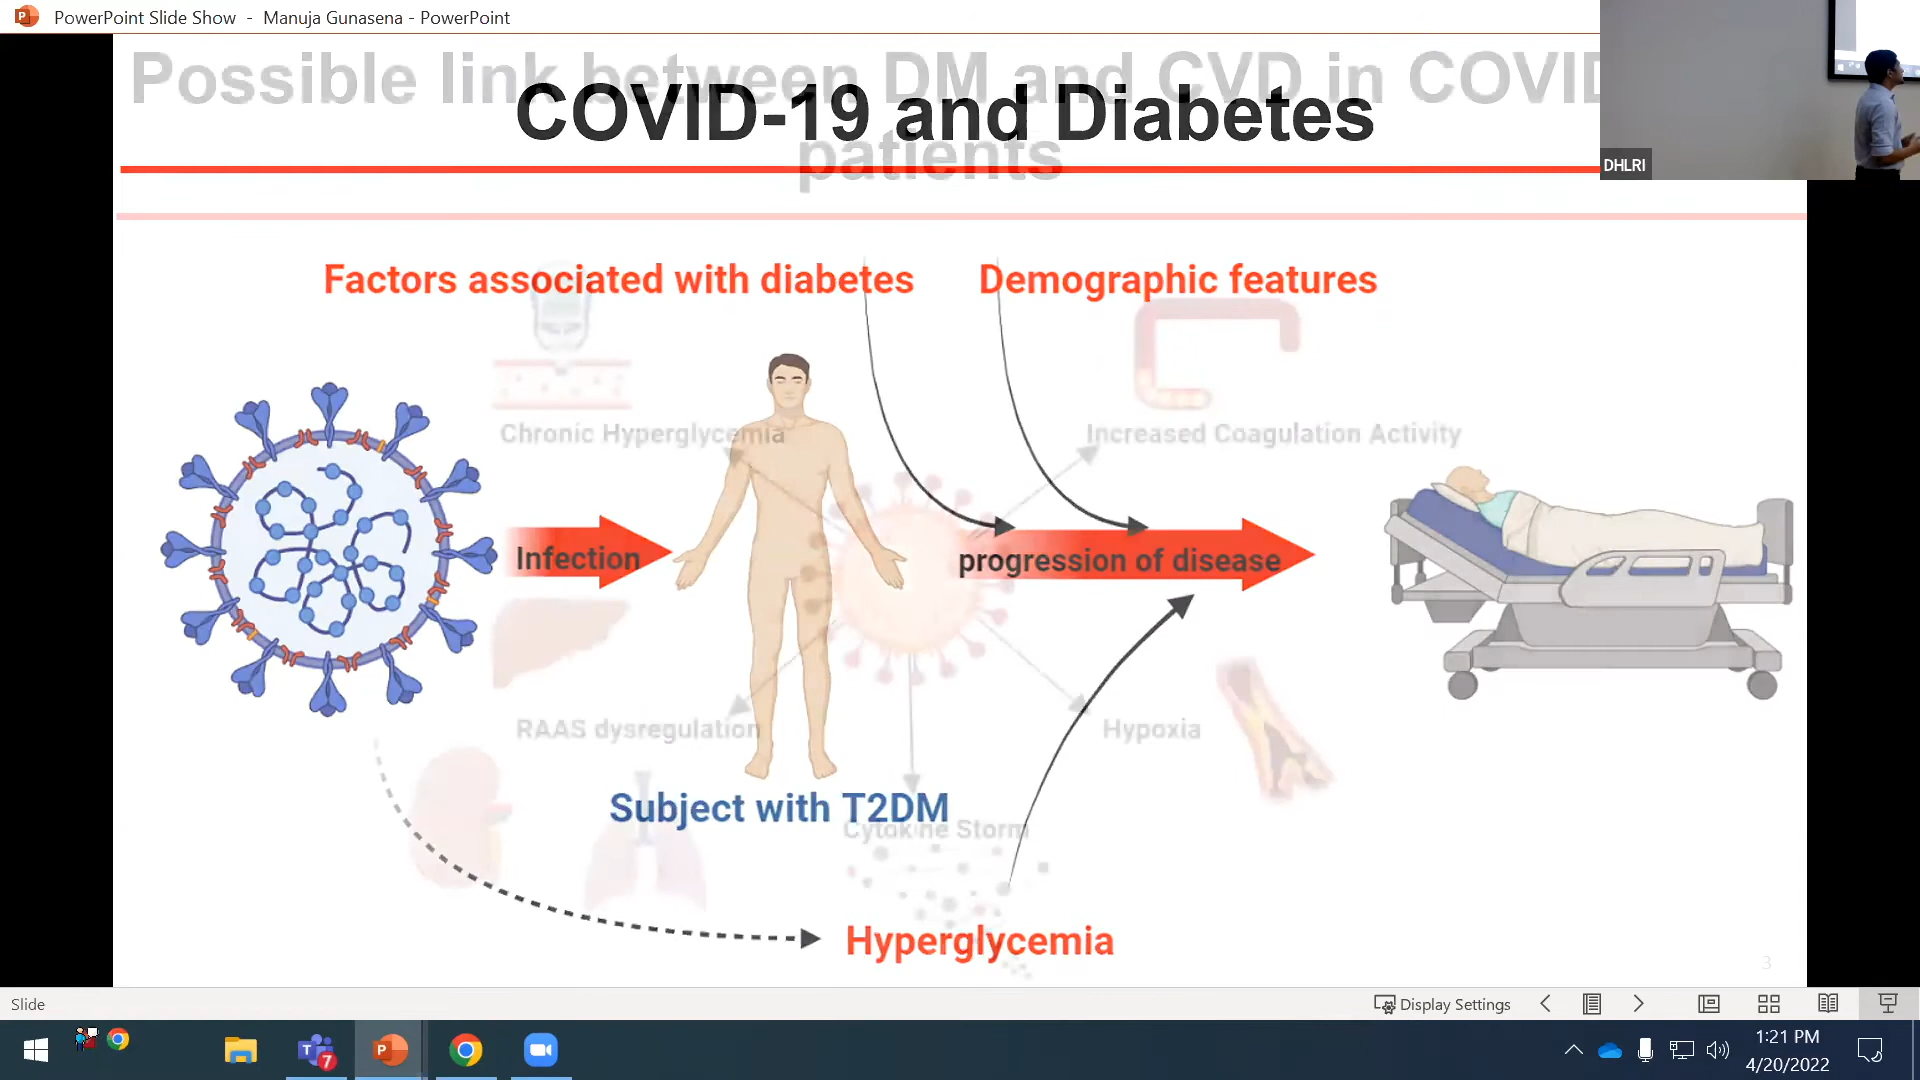 PowerPoint Slide Show - Manuja Gunasena - PowerPoint
Possible link between DM and CVD in COVID
patients
COVID-19 and Diabetes
DHLRI
Factors associated with diabetes
Demographic features
Chronic Hyperglycemia
Increased Coagulation Activity
Infection
progression of disease
RAAS dysregulation
Hypoxia
Subject with T2DM
Cytokine Storm
Hyperglycemia
3
Slide
Display Settings
7
1:21 PM
4/20/2022